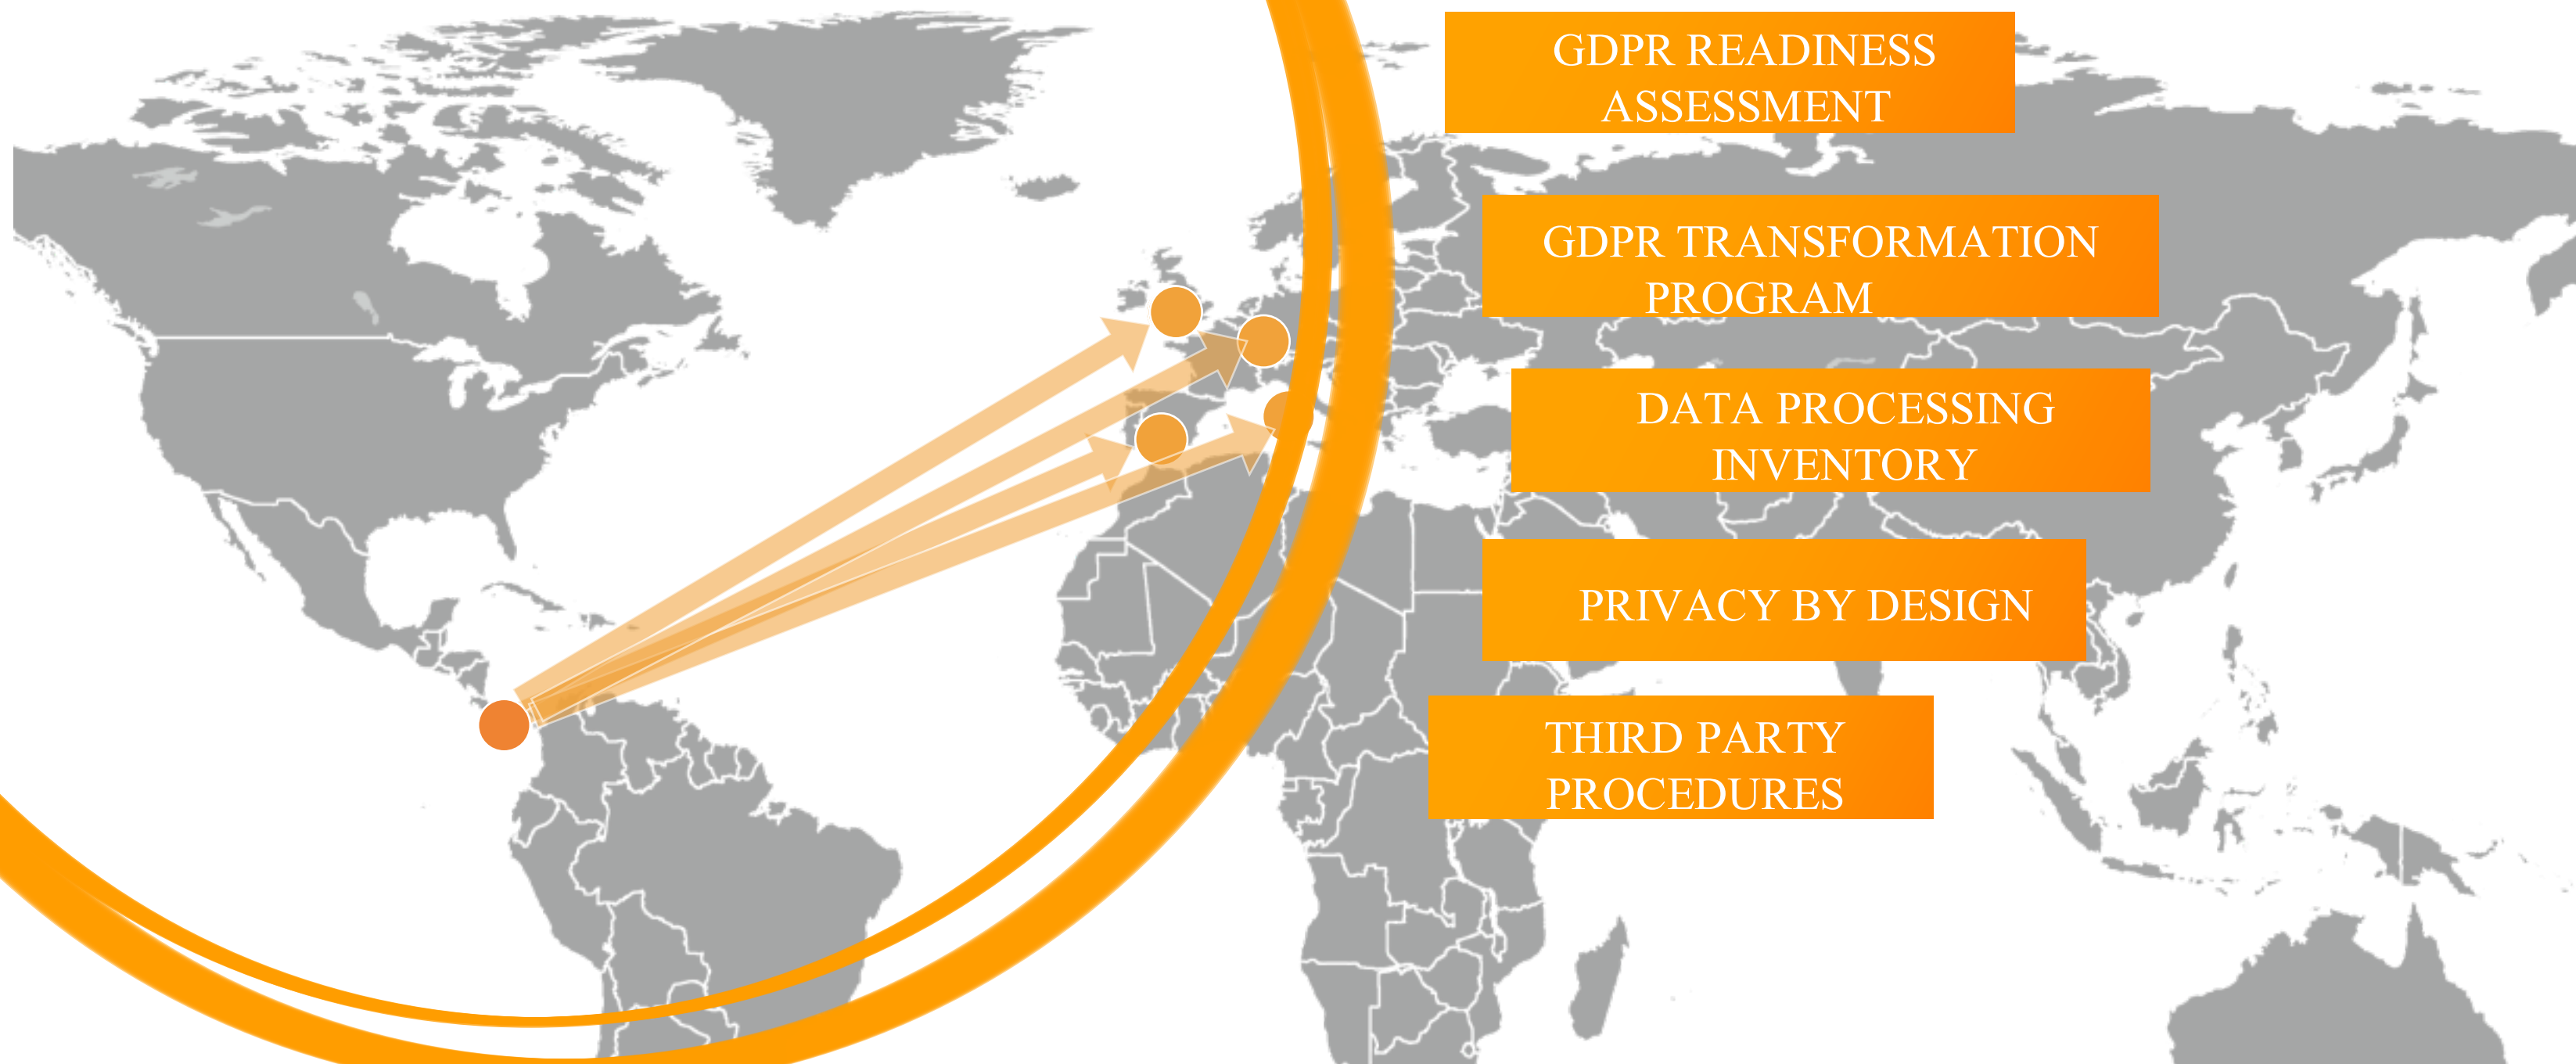 GDPR READINESS
ASSESSMENT
GDPR TRANSFORMATION
PROGRAM
DATA PROCESSING
INVENTORY
PRIVACY BY DESIGN
THIRD PARTY
PROCEDURES